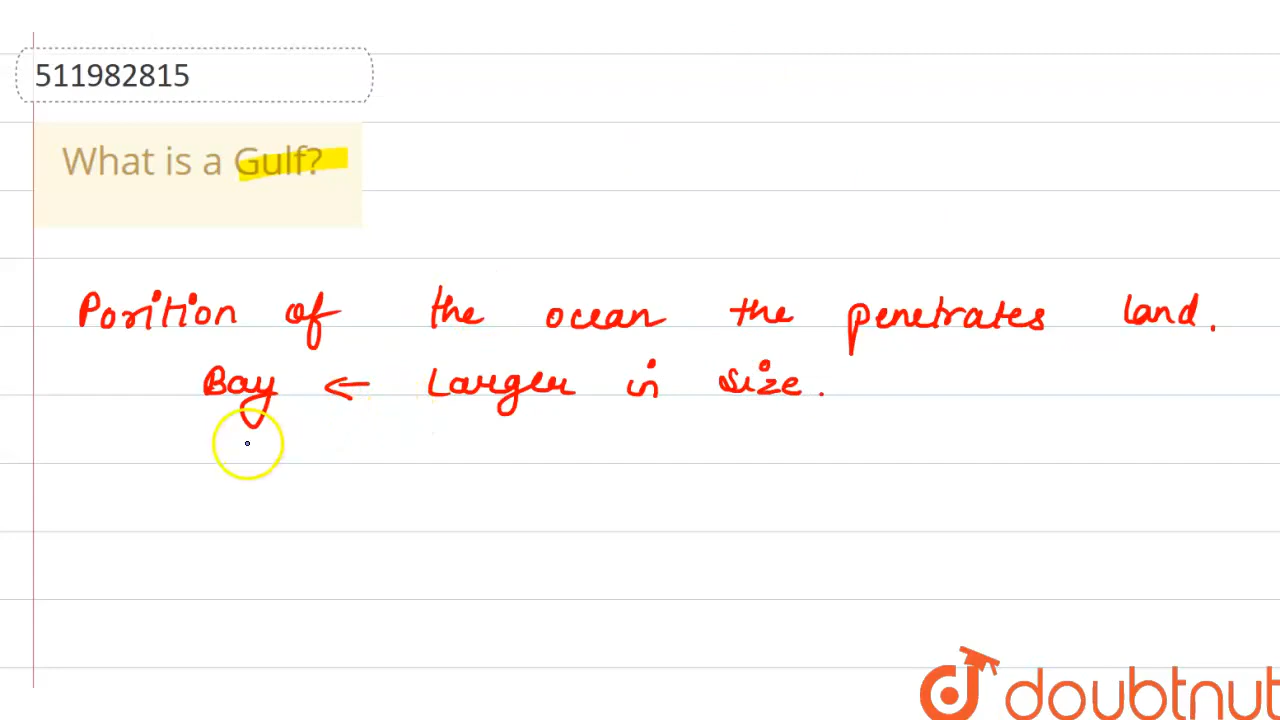 511982815
What is a Gulf?
Porition of the ocean the penetrates land.
Bay ← Larger in size.
doubtnut